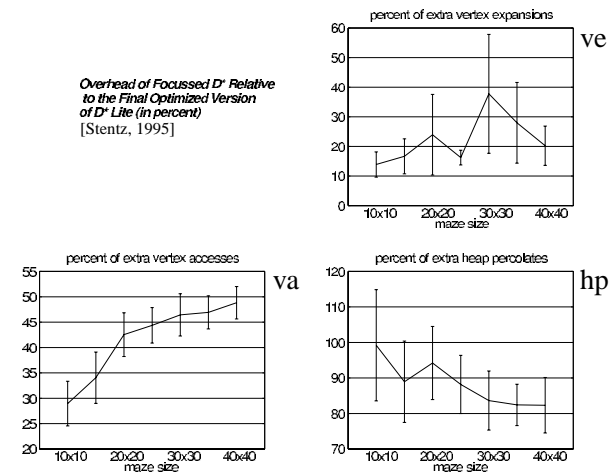 percent of extra vertex expansions
ve
60
50
40
30
20
10
0
10x10 20x20 30x30 40x40
maze size
Overhead of Focussed D* Relative
to the Final Optimized Version
of D* Lite (in percent)
[Stentz, 1995]
percent of extra vertex accesses
va
55
50
45
40
35
30
25
20
10x10 20x20 30x30 40x40
maze size
percent of extra heap percolates
hp
120
110
100
90
80
70
10x10 20x20 30x30 40x40
maze size